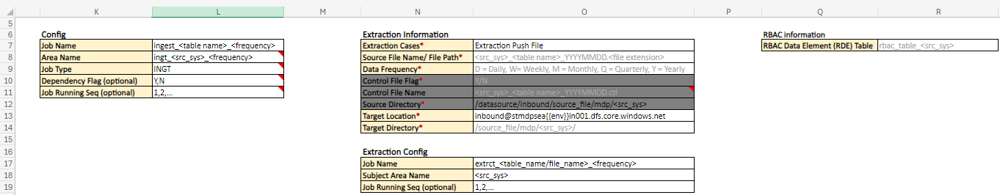 K L M N O P Q R
5
6 Config Extraction Information RBAC information
7 Job Name ingest_<table name>_<frequency> Extraction Cases* Extraction Push File RBAC Data Element (RDE) Table rbac_table_<src_sys>
8 Area Name ingt_<src_sys>_<frequency> Source File Name/ File Path* <src_sys>_<table name>_YYYYMMDD.<file extension>
9 Job Type INGT Data Frequency* D = Daily, W= Weekly, M = Monthly, Q = Quarterly, Y = Yearly
10 Dependency Flag (optional) Y,N Control File Flag* Y/N
11 Job Running Seq (optional) 1,2,... Control File Name <src_sys>_<table name>_YYYYMMDD.ctl
12 Source Directory* /datasource/inbound/source_file/mdp/<src_sys>
13 Target Location* inbound@stmdpsea{{env}}in001.dfs.core.windows.net
14 Target Directory* /source_file/mdp/<src_sys>/
15
16 Extraction Config
17 Job Name extrct_<table_name/file_name>_<frequency>
18 Subject Area Name <src_sys>
19 Job Running Seq (optional) 1,2,...